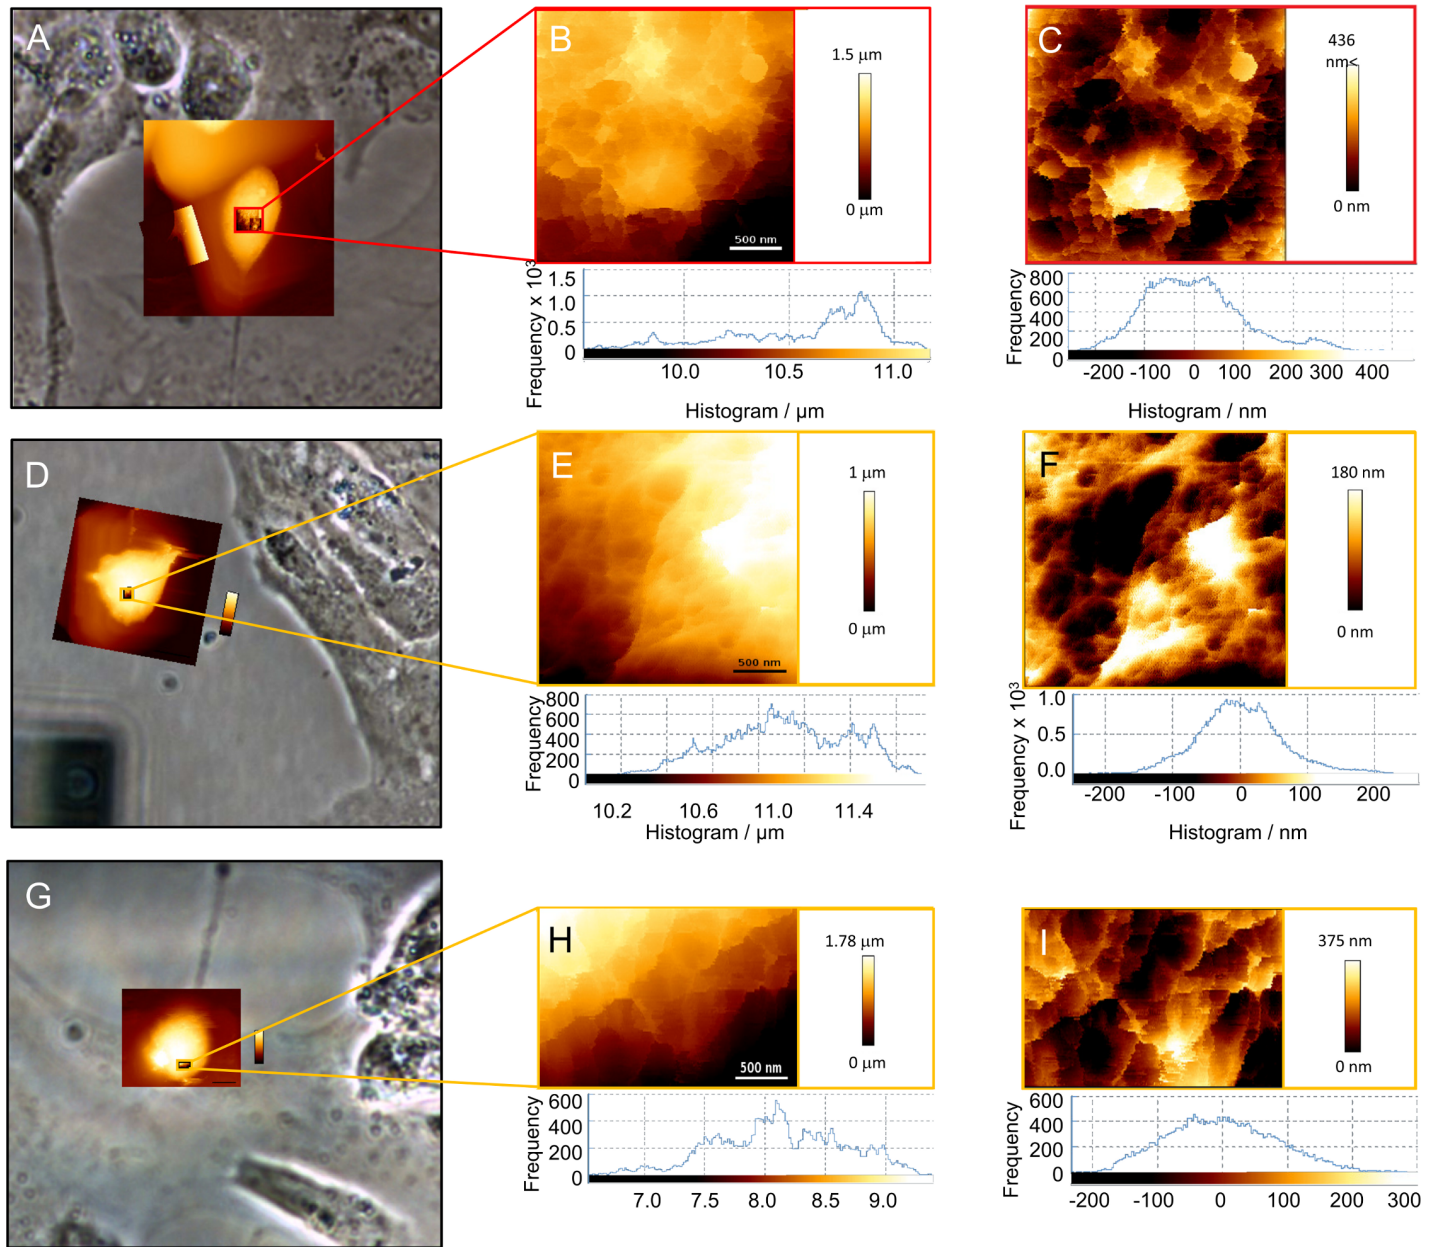 A
B
1.5 µm
0 µm
500 nm
C
436
nm<
0 nm
Frequency x 10³
1.5
1.0
0.5
0
10.0 10.5 11.0
Histogram / µm
Frequency
800
600
400
200
0
-200 -100 0 100 200 300 400
Histogram / nm
D
E
1 µm
0 µm
500 nm
F
180 nm
0 nm
Frequency
800
600
400
200
0
10.2 10.6 11.0 11.4
Histogram / µm
Frequency x 10³
1.0
0.5
0.0
-200 -100 0 100 200
Histogram / nm
G
H
1.78 µm
0 µm
500 nm
I
375 nm
0 nm
Frequency
600
400
200
0
7.0 7.5 8.0 8.5 9.0
Frequency
600
400
200
0
-200 -100 0 100 200 300